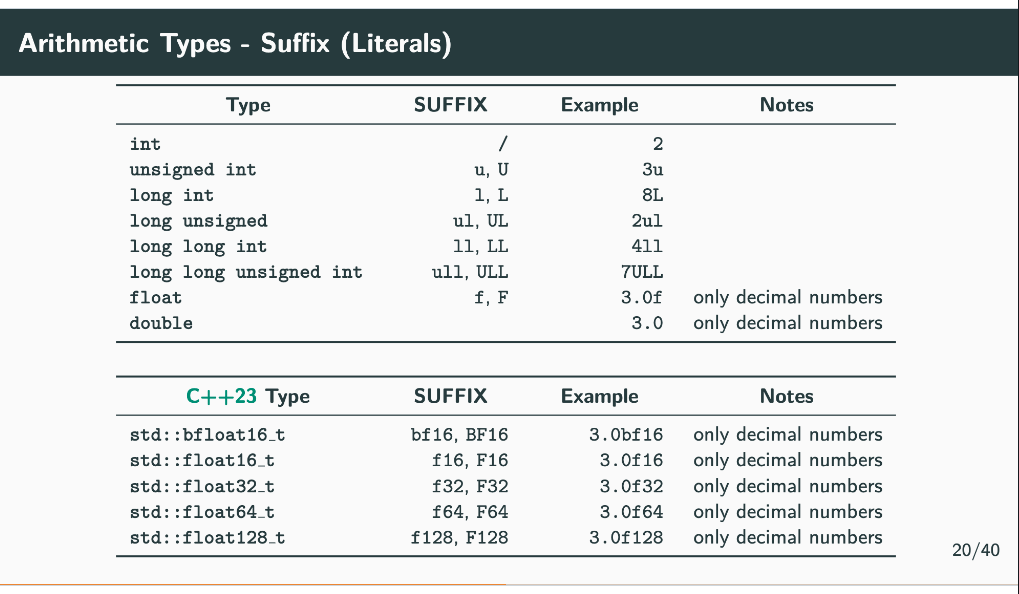 Arithmetic Types - Suffix (Literals)
Type SUFFIX Example Notes
int / 2
unsigned int u, U 3u
long int l, L 8L
long unsigned ul, UL 2ul
long long int ll, LL 4ll
long long unsigned int ull, ULL 7ULL
float f, F 3.0f only decimal numbers
double 3.0 only decimal numbers
C++23 Type SUFFIX Example Notes
std::bfloat16_t bf16, BF16 3.0bf16 only decimal numbers
std::float16_t f16, F16 3.0f16 only decimal numbers
std::float32_t f32, F32 3.0f32 only decimal numbers
std::float64_t f64, F64 3.0f64 only decimal numbers
std::float128_t f128, F128 3.0f128 only decimal numbers
20/40